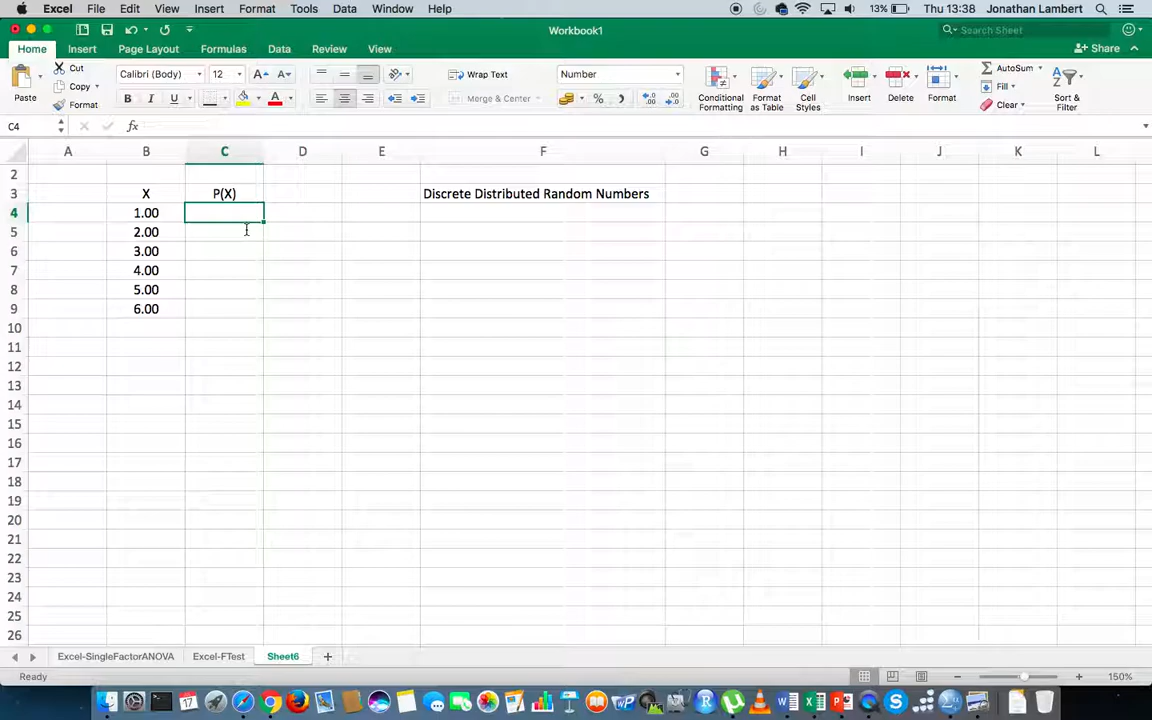 Excel File Edit View Insert Format Tools Data Window Help 13% Thu 13:38 Jonathan Lambert
Workbook1
Search Sheet
Home Insert Page Layout Formulas Data Review View
Share
Paste
Cut
Copy
Format
Calibri (Body) 12
B I U
Wrap Text
Merge & Center
Number
Conditional Formatting
Format as Table
Cell Styles
Insert
Delete
Format
AutoSum
Fill
Clear
Sort & Filter
C4 fx
A B C D E F G H I J K L
2
3 X P(X) Discrete Distributed Random Numbers
4 1.00
5 2.00
6 3.00
7 4.00
8 5.00
9 6.00
10
11
12
13
14
15
16
17
18
19
20
21
22
23
24
25
26
Excel-SingleFactorANOVA Excel-FTest Sheet6
Ready 150%